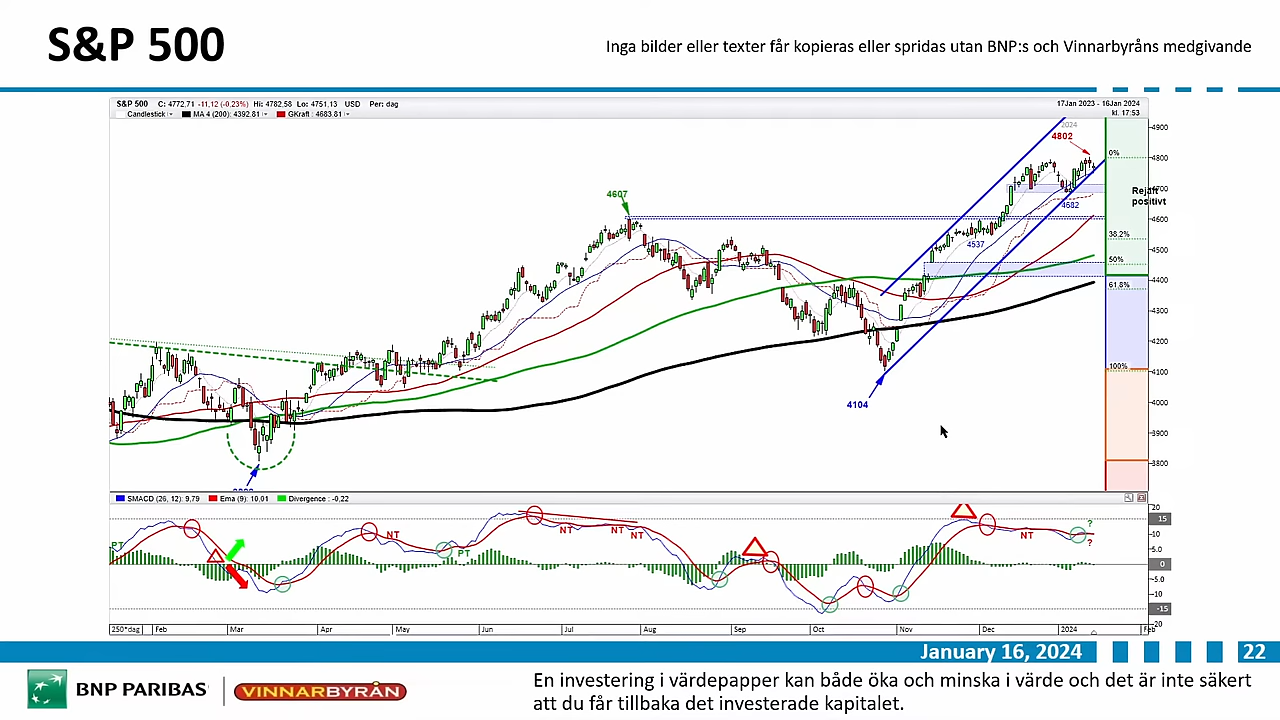 S&P 500
Inga bilder eller texter får kopieras eller spridas utan BNP:s och Vinnarbyråns medgivande
S&P 500 C: 4772.71 -11,12 (-0,23%) Hi: 4782.58 Lo: 4751,13 USD Per: dag
17Jan 2023 - 16Jan 2024
Candlestick MA 4 (200): 4392.81 GKraft : 4683.81
kl. 17:53
2024
4802
4607
4682
4537
4104
0%
38.2%
50%
61.8%
100%
Rejält
positivt
4900
4800
4700
4600
4500
4400
4300
4200
4100
4000
3900
3800
SMACD (26, 12): 9,79 Ema (9): 10,01 Divergence : -0,22
PT
NT
PT
NT
NT
NT
NT
?
?
20
15
10
5.0
0
-5.0
-10
-15
-20
250*dag Feb Mar Apr May Jun Jul Aug Sep Oct Nov Dec 2024 Feb
January 16, 2024
22
BNP PARIBAS
VINNARBYRÅN
En investering i värdepapper kan både öka och minska i värde och det är inte säkert
att du får tillbaka det investerade kapitalet.